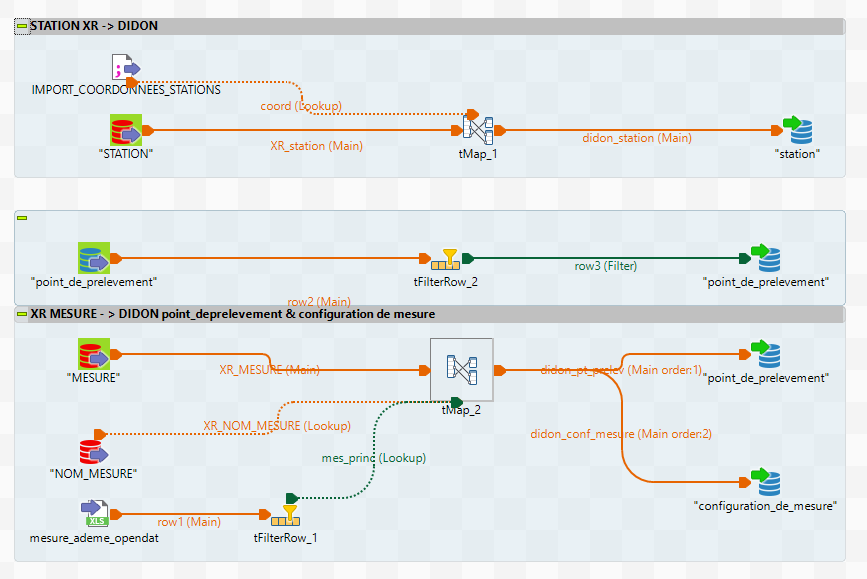 STATION XR -> DIDON
IMPORT_COORDONNEES_STATIONS
coord (Lookup)
"STATION"
XR_station (Main)
tMap_1
didon_station (Main)
"station"
"point_de_prelevement"
row2 (Main)
tFilterRow_2
row3 (Filter)
"point_de_prelevement"
XR MESURE - > DIDON point_deprelevement & configuration de mesure
"MESURE"
XR_MESURE (Main)
tMap_2
didon_pt_prelev (Main order:1)
"point_de_prelevement"
XR_NOM_MESURE (Lookup)
didon_conf_mesure (Main order:2)
"NOM_MESURE"
mes_princ (Lookup)
XLS
row1 (Main)
mesure_ademe_opendat
tFilterRow_1
"configuration_de_mesure"